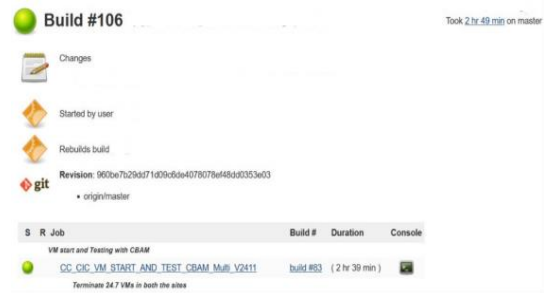 Build #106
Took 2 hr 49 min on master
Changes
Started by user
Rebuilds build
git
Revision: 960be7b29dd71d09c6de4078078ef48dd0353e03
• origin/master
S R Job Build # Duration Console
VM start and Testing with CBAM
CC_CIC_VM_START_AND_TEST_CBAM_Multi_V2411 build #83 ( 2 hr 39 min )
Terminate 24.7 VMs in both the sites